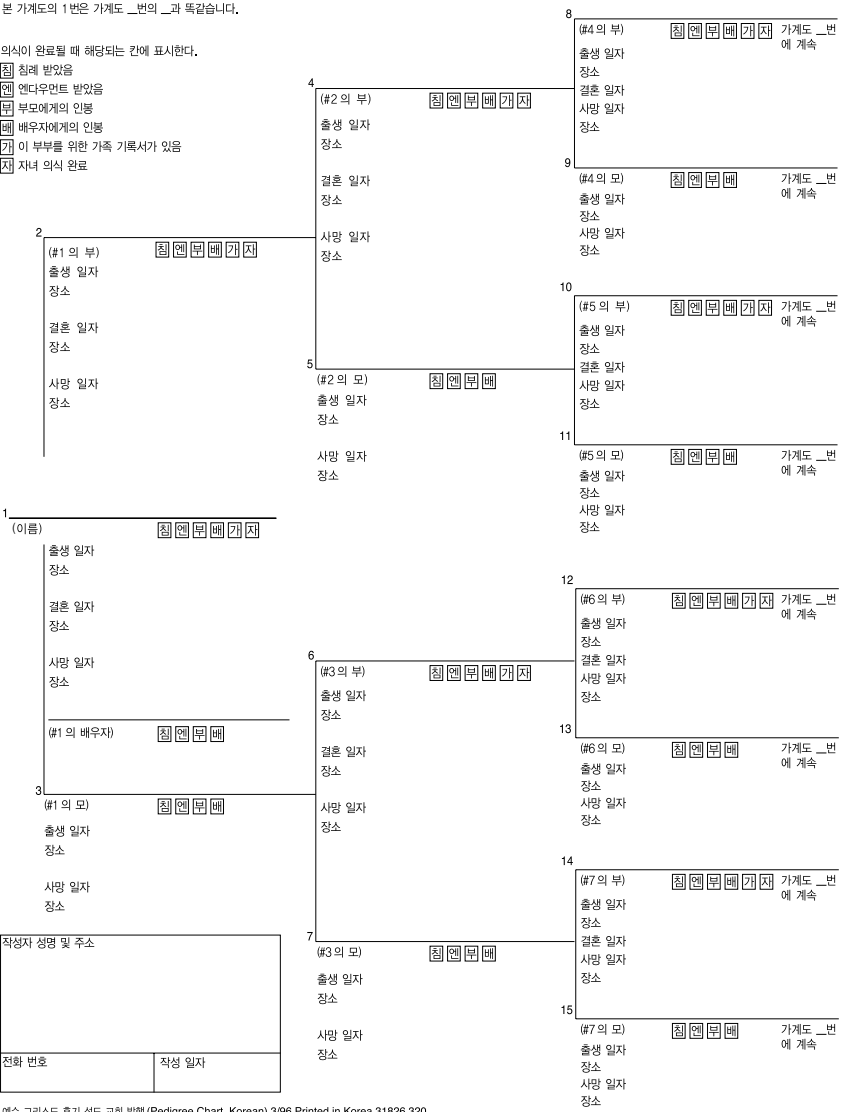 본 가계도의 1번은 가계도 __번의 __과 똑같습니다.
의식이 완료될 때 해당되는 칸에 표시한다.
침 침례 받았음
엔 엔다우먼트 받았음
부 부모에게의 인봉
배 배우자에게의 인봉
가 이 부부를 위한 가족 기록서가 있음
자 자녀 의식 완료
2
(#1의 부) 침 엔 부 배 가 자
출생 일자
장소
결혼 일자
장소
사망 일자
장소
1
(이름) 침 엔 부 배 가 자
출생 일자
장소
결혼 일자
장소
사망 일자
장소
(#1의 배우자) 침 엔 부 배
3
(#1의 모) 침 엔 부 배
출생 일자
장소
사망 일자
장소
작성자 성명 및 주소
전화 번호 작성 일자
4
(#2의 부) 침 엔 부 배 가 자
출생 일자
장소
결혼 일자
장소
사망 일자
장소
5
(#2의 모) 침 엔 부 배
출생 일자
장소
사망 일자
장소
6
(#3의 부) 침 엔 부 배 가 자
출생 일자
장소
결혼 일자
장소
사망 일자
장소
7
(#3의 모) 침 엔 부 배
출생 일자
장소
사망 일자
장소
8
(#4의 부) 침 엔 부 배 가 자 가계도 __번
에 계속
출생 일자
장소
결혼 일자
사망 일자
장소
9
(#4의 모) 침 엔 부 배 가계도 __번
에 계속
출생 일자
장소
사망 일자
장소
10
(#5의 부) 침 엔 부 배 가 자 가계도 __번
에 계속
출생 일자
장소
결혼 일자
사망 일자
장소
11
(#5의 모) 침 엔 부 배 가계도 __번
에 계속
출생 일자
장소
사망 일자
장소
12
(#6의 부) 침 엔 부 배 가 자 가계도 __번
에 계속
출생 일자
장소
결혼 일자
사망 일자
장소
13
(#6의 모) 침 엔 부 배 가계도 __번
에 계속
출생 일자
장소
사망 일자
장소
14
(#7의 부) 침 엔 부 배 가 자 가계도 __번
에 계속
출생 일자
장소
결혼 일자
사망 일자
장소
15
(#7의 모) 침 엔 부 배 가계도 __번
에 계속
출생 일자
장소
사망 일자
장소
예수 그리스도 후기 성도 교회 발행 (Pedigree Chart. Korean) 3/96 Printed in Korea 31826 320